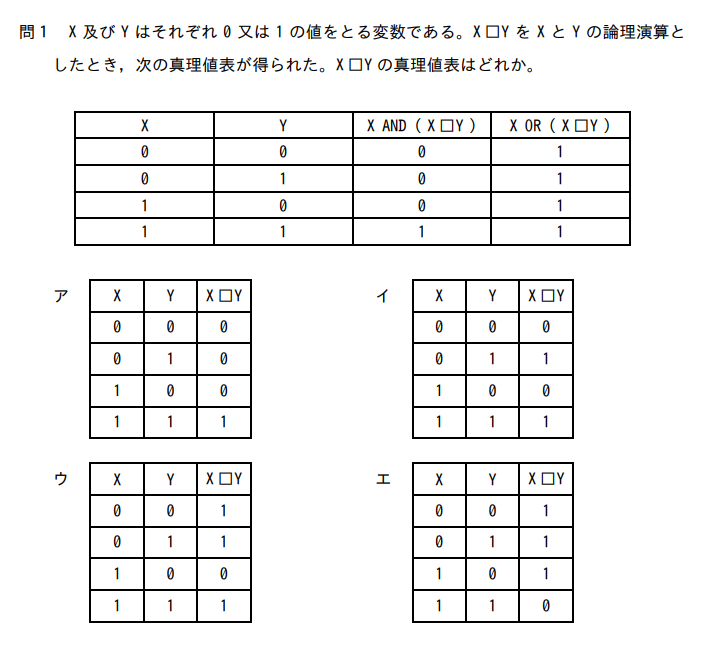 問1 X及びYはそれぞれ0又は1の値をとる変数である。X□YをXとYの論理演算と
したとき，次の真理値表が得られた。X□Yの真理値表はどれか。
X Y X AND (X□Y) X OR (X□Y)
0 0 0 1
0 1 0 1
1 0 0 1
1 1 1 1
ア
X Y X□Y
0 0 0
0 1 0
1 0 0
1 1 1
イ
X Y X□Y
0 0 0
0 1 1
1 0 0
1 1 1
ウ
X Y X□Y
0 0 1
0 1 1
1 0 0
1 1 1
エ
X Y X□Y
0 0 1
0 1 1
1 0 1
1 1 0